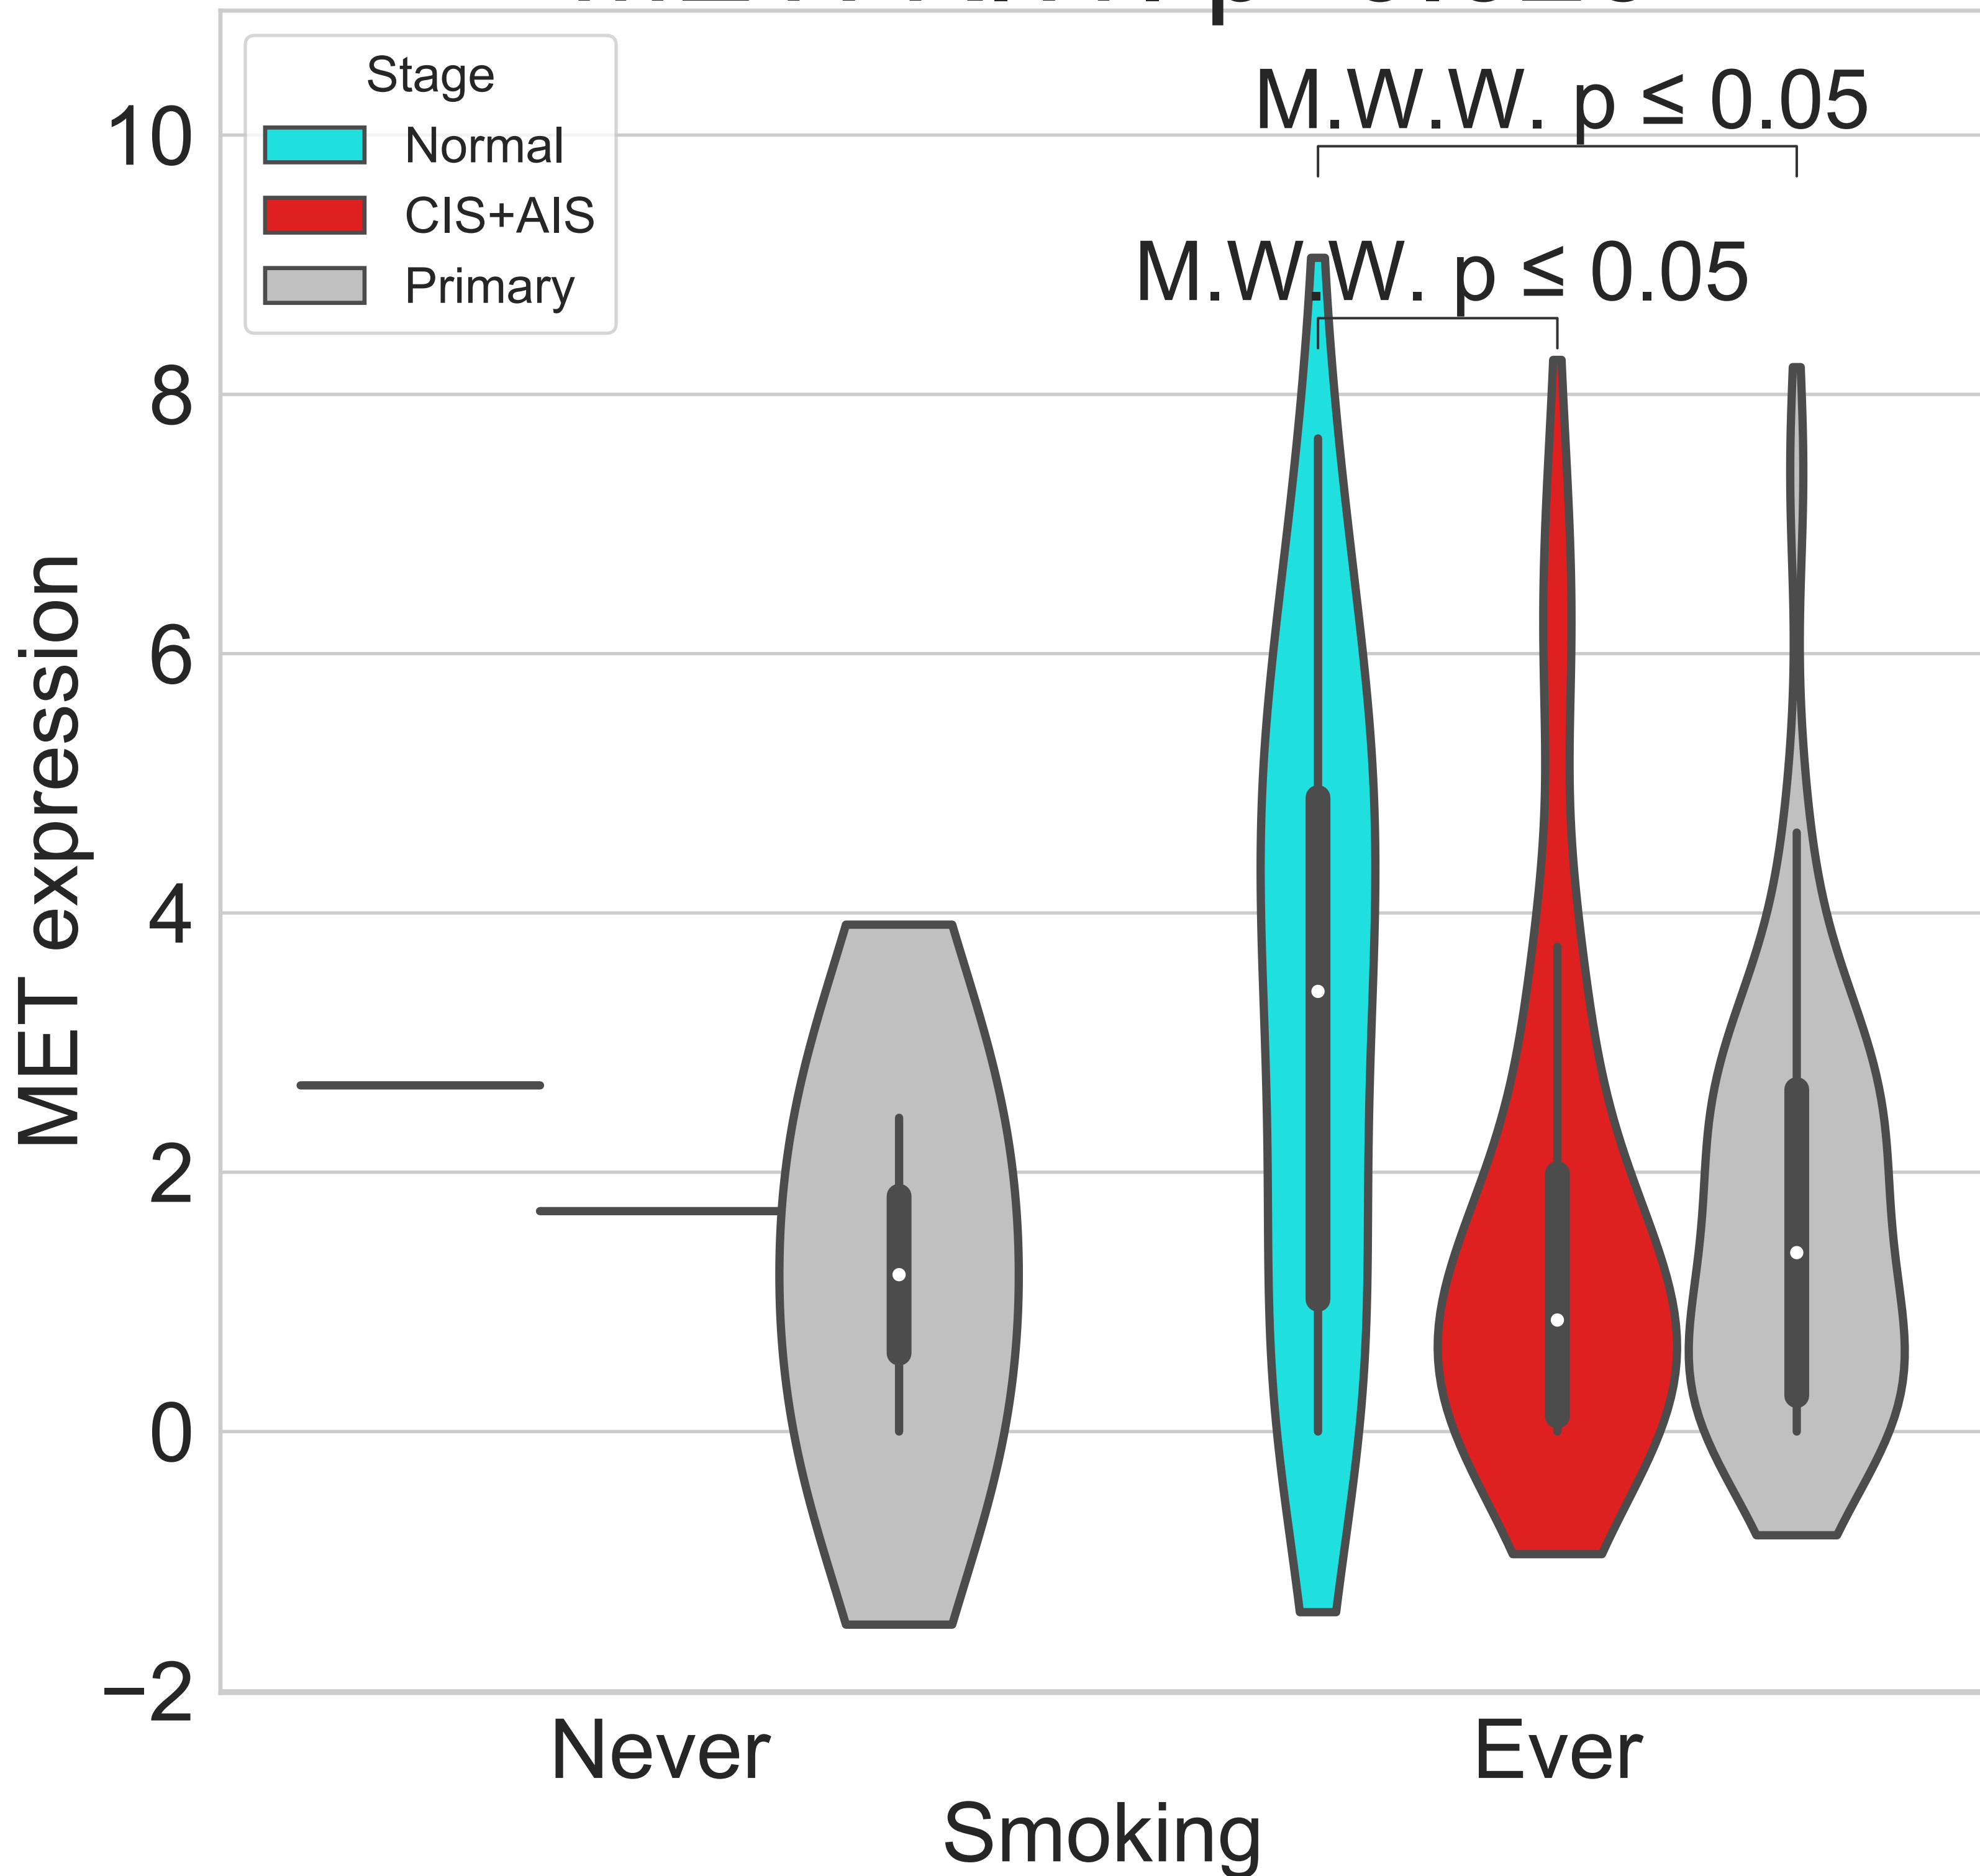 M.W.W. p ≤ 0.05
M.W.W. p ≤ 0.05
Stage
Normal
CIS+AIS
Primary
10
8
6
4
2
0
−2
MET expression
Never
Ever
Smoking